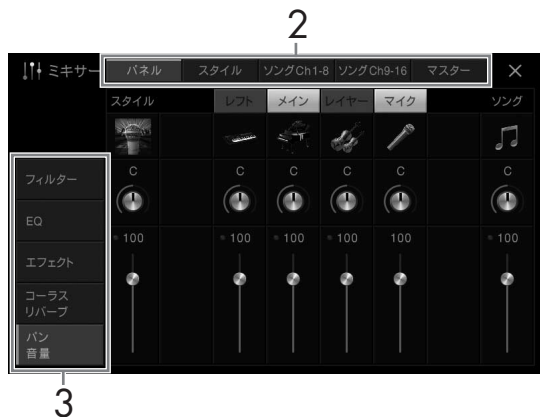 2
ミキサー パネル スタイル ソングCh1-8 ソングCh9-16 マスター ×
スタイル レフト メイン レイヤー マイク ソング
フィルター
EQ
エフェクト
コーラス
リバーブ
パン
音量
C C C C C C
100 100 100 100 100 100
3